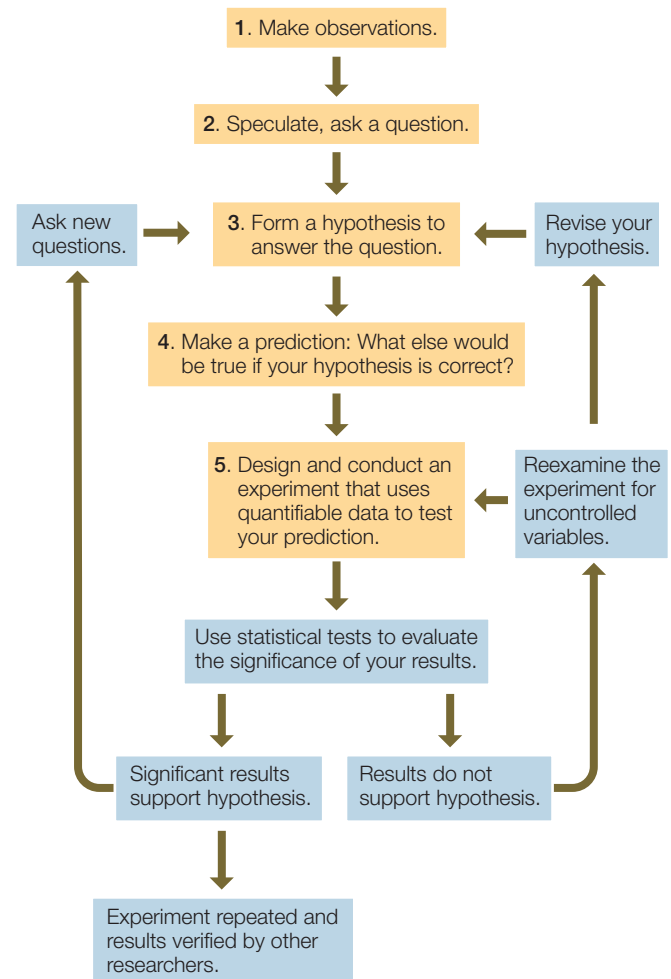 1. Make observations.
2. Speculate, ask a question.
Ask new
questions.
3. Form a hypothesis to
answer the question.
Revise your
hypothesis.
4. Make a prediction: What else would
be true if your hypothesis is correct?
5. Design and conduct an
experiment that uses
quantifiable data to test
your prediction.
Reexamine the
experiment for
uncontrolled
variables.
Use statistical tests to evaluate
the significance of your results.
Significant results
support hypothesis.
Results do not
support hypothesis.
Experiment repeated and
results verified by other
researchers.